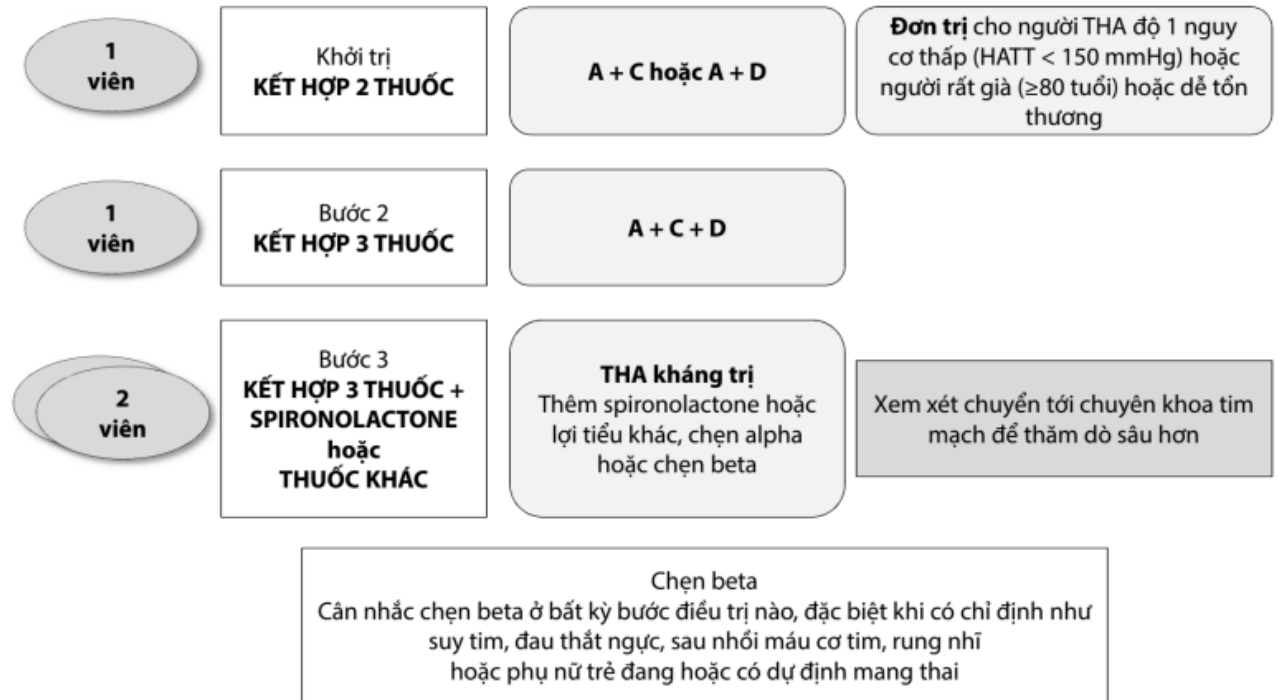 1
viên
Khởi trị
KẾT HỢP 2 THUỐC
A + C hoặc A + D
Đơn trị cho người THA độ 1 nguy
cơ thấp (HATT < 150 mmHg) hoặc
người rất già (≥80 tuổi) hoặc dễ tổn
thương
1
viên
Bước 2
KẾT HỢP 3 THUỐC
A + C + D
2
viên
Bước 3
KẾT HỢP 3 THUỐC +
SPIRONOLACTONE
hoặc
THUỐC KHÁC
THA kháng trị
Thêm spironolactone hoặc
lợi tiểu khác, chẹn alpha
hoặc chẹn beta
Xem xét chuyển tới chuyên khoa tim
mạch để thăm dò sâu hơn
Chẹn beta
Cân nhắc chẹn beta ở bất kỳ bước điều trị nào, đặc biệt khi có chỉ định như
suy tim, đau thắt ngực, sau nhồi máu cơ tim, rung nhĩ
hoặc phụ nữ trẻ đang hoặc có dự định mang thai